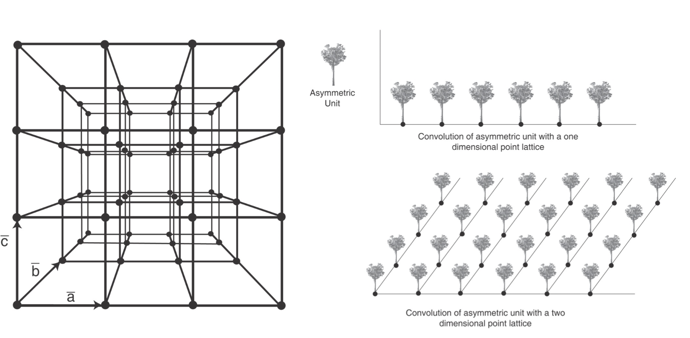 c̅
b̅
a̅
Asymmetric
Unit
Convolution of asymmetric unit with a one
dimensional point lattice
Convolution of asymmetric unit with a two
dimensional point lattice